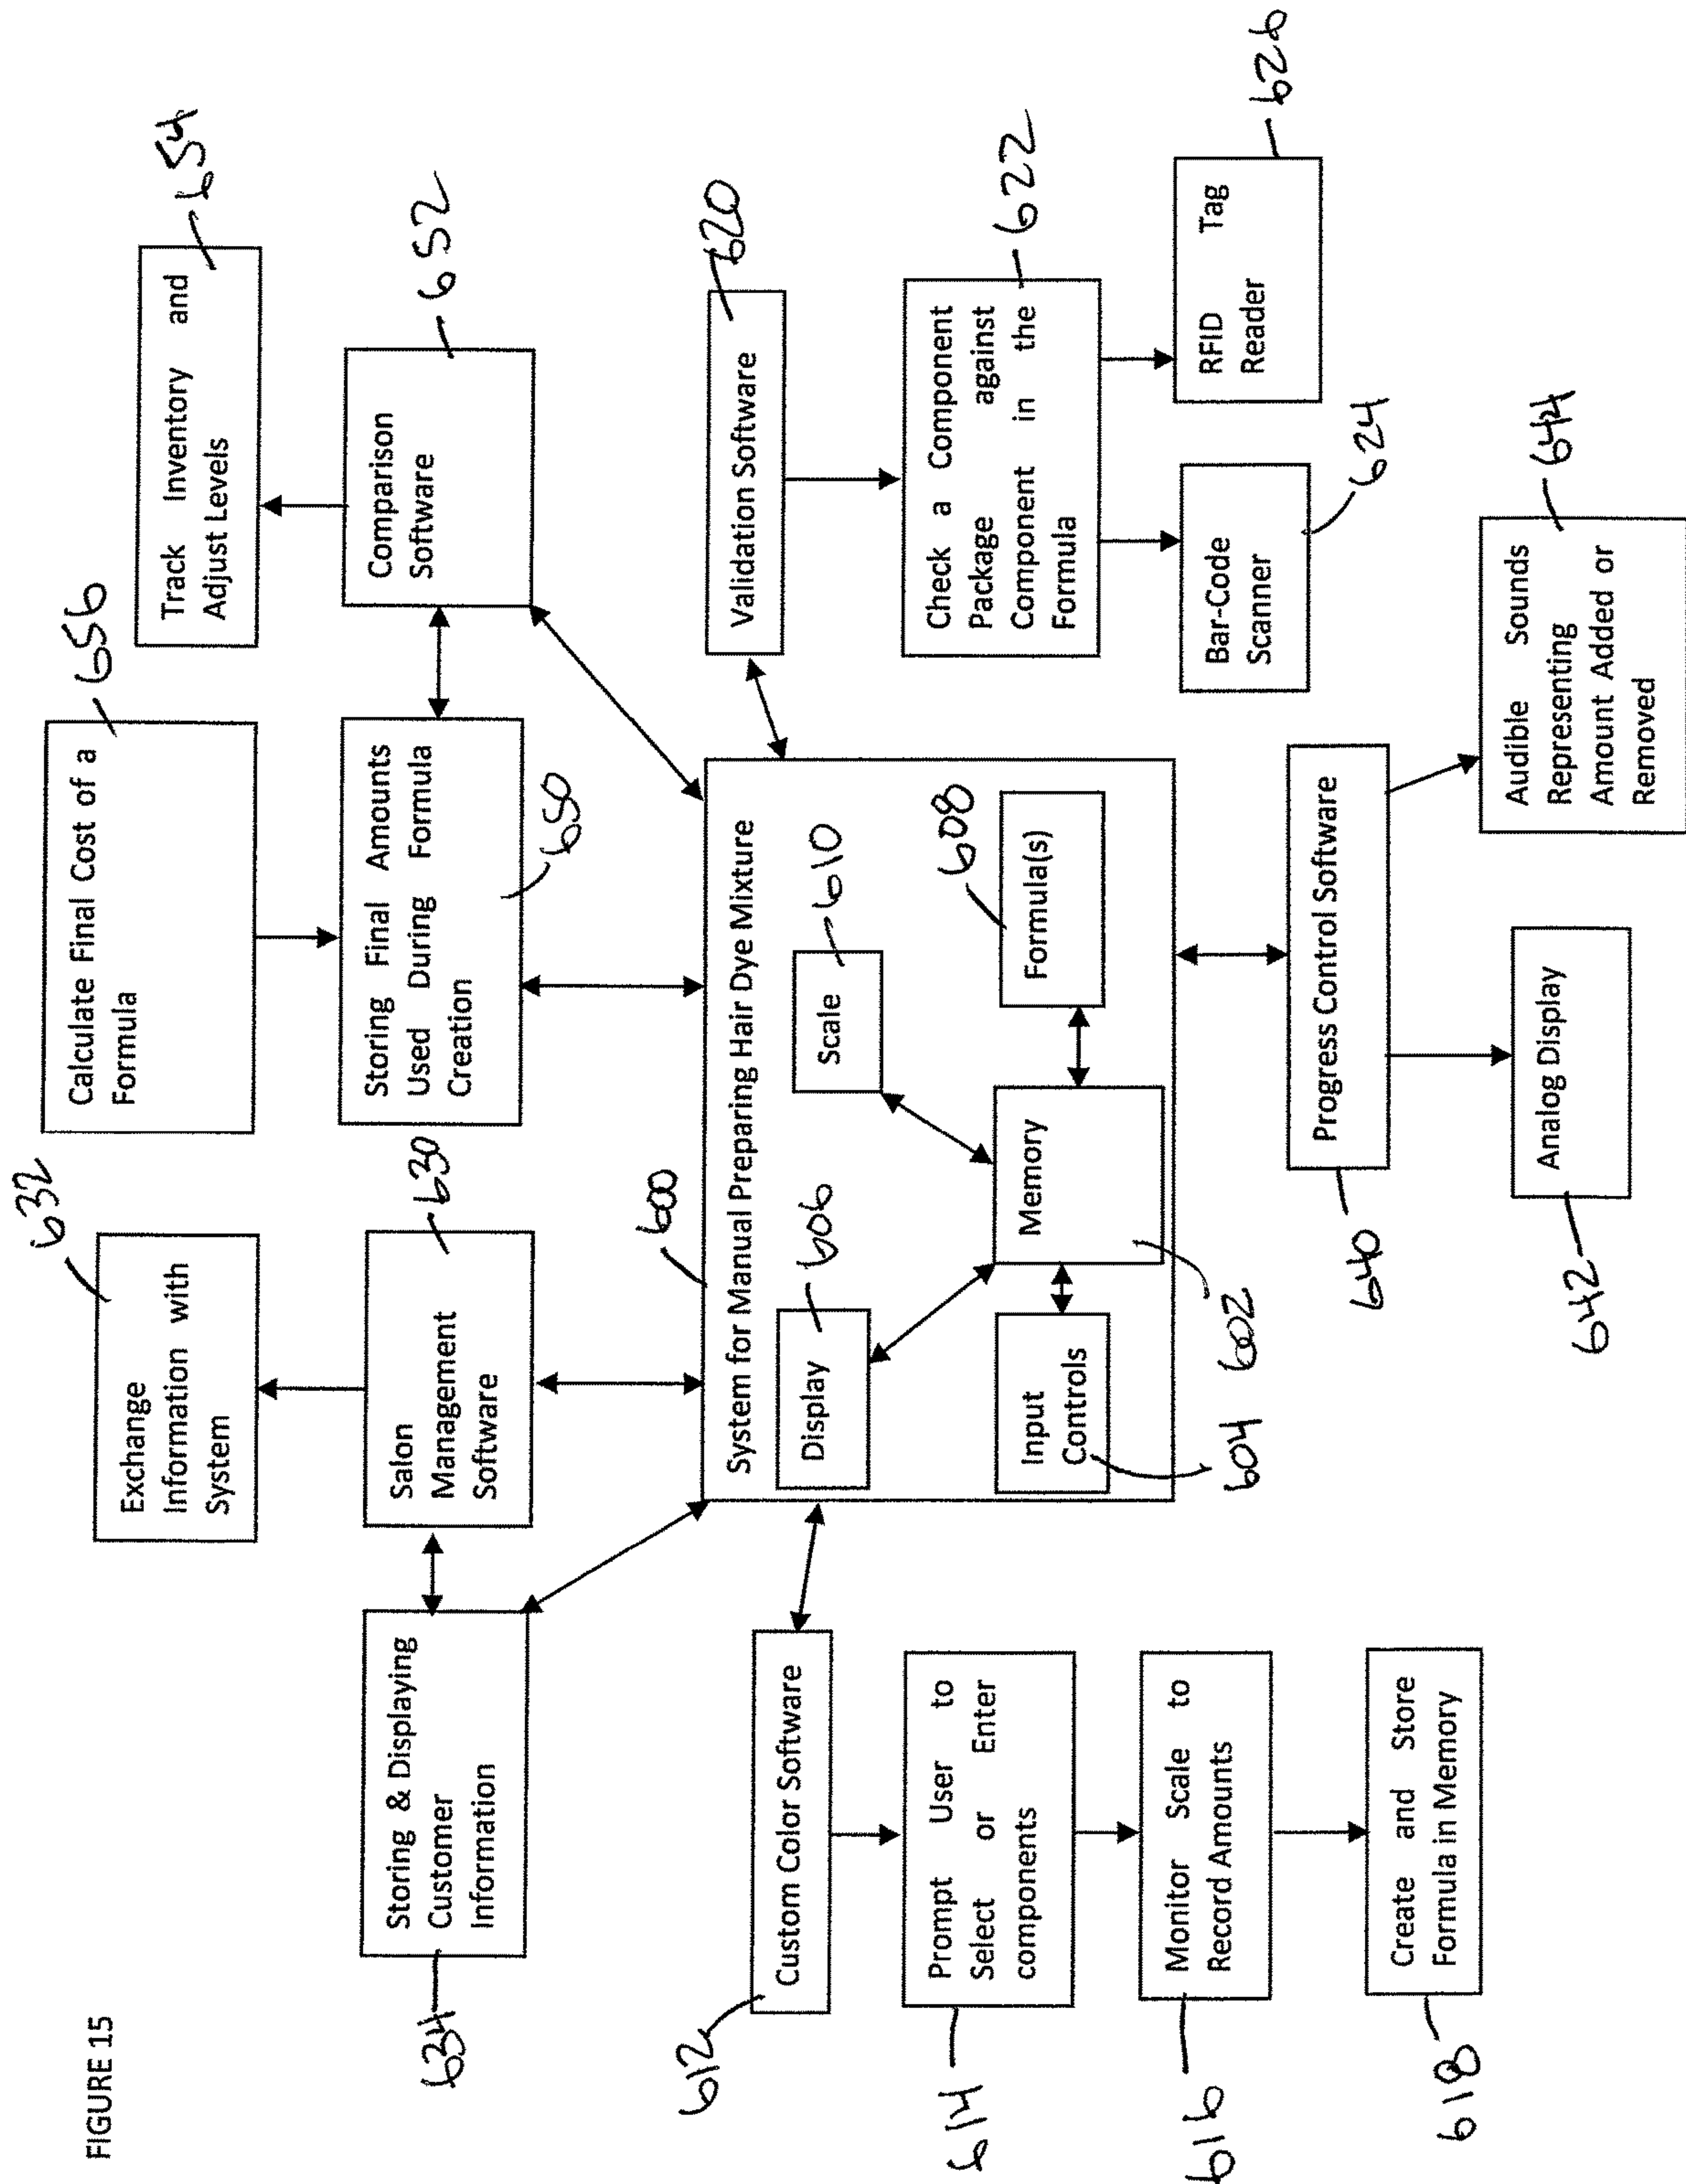 FIGURE 15
634
Storing & Displaying
Customer
Information
632
Exchange
Information with
System
630
Salon
Management
Software
656
Calculate Final Cost of a
Formula
650
Storing Final Amounts
Used During Formula
Creation
654
Track Inventory and
Adjust Levels
652
Comparison
Software
612
Custom Color Software
614
Prompt User to
Select or Enter
components
616
Monitor Scale to
Record Amounts
618
Create and Store
Formula in Memory
600
System for Manual Preparing Hair Dye Mixture
Display
606
Scale
610
Input
Controls
604
Memory
602
Formula(s)
608
620
Validation Software
Check a Component
Package against
Component in the
Formula
622
Bar-Code
Scanner
624
RFID Tag
Reader
626
640
Progress Control Software
642
Analog Display
Audible Sounds
Representing
Amount Added or
Removed
644